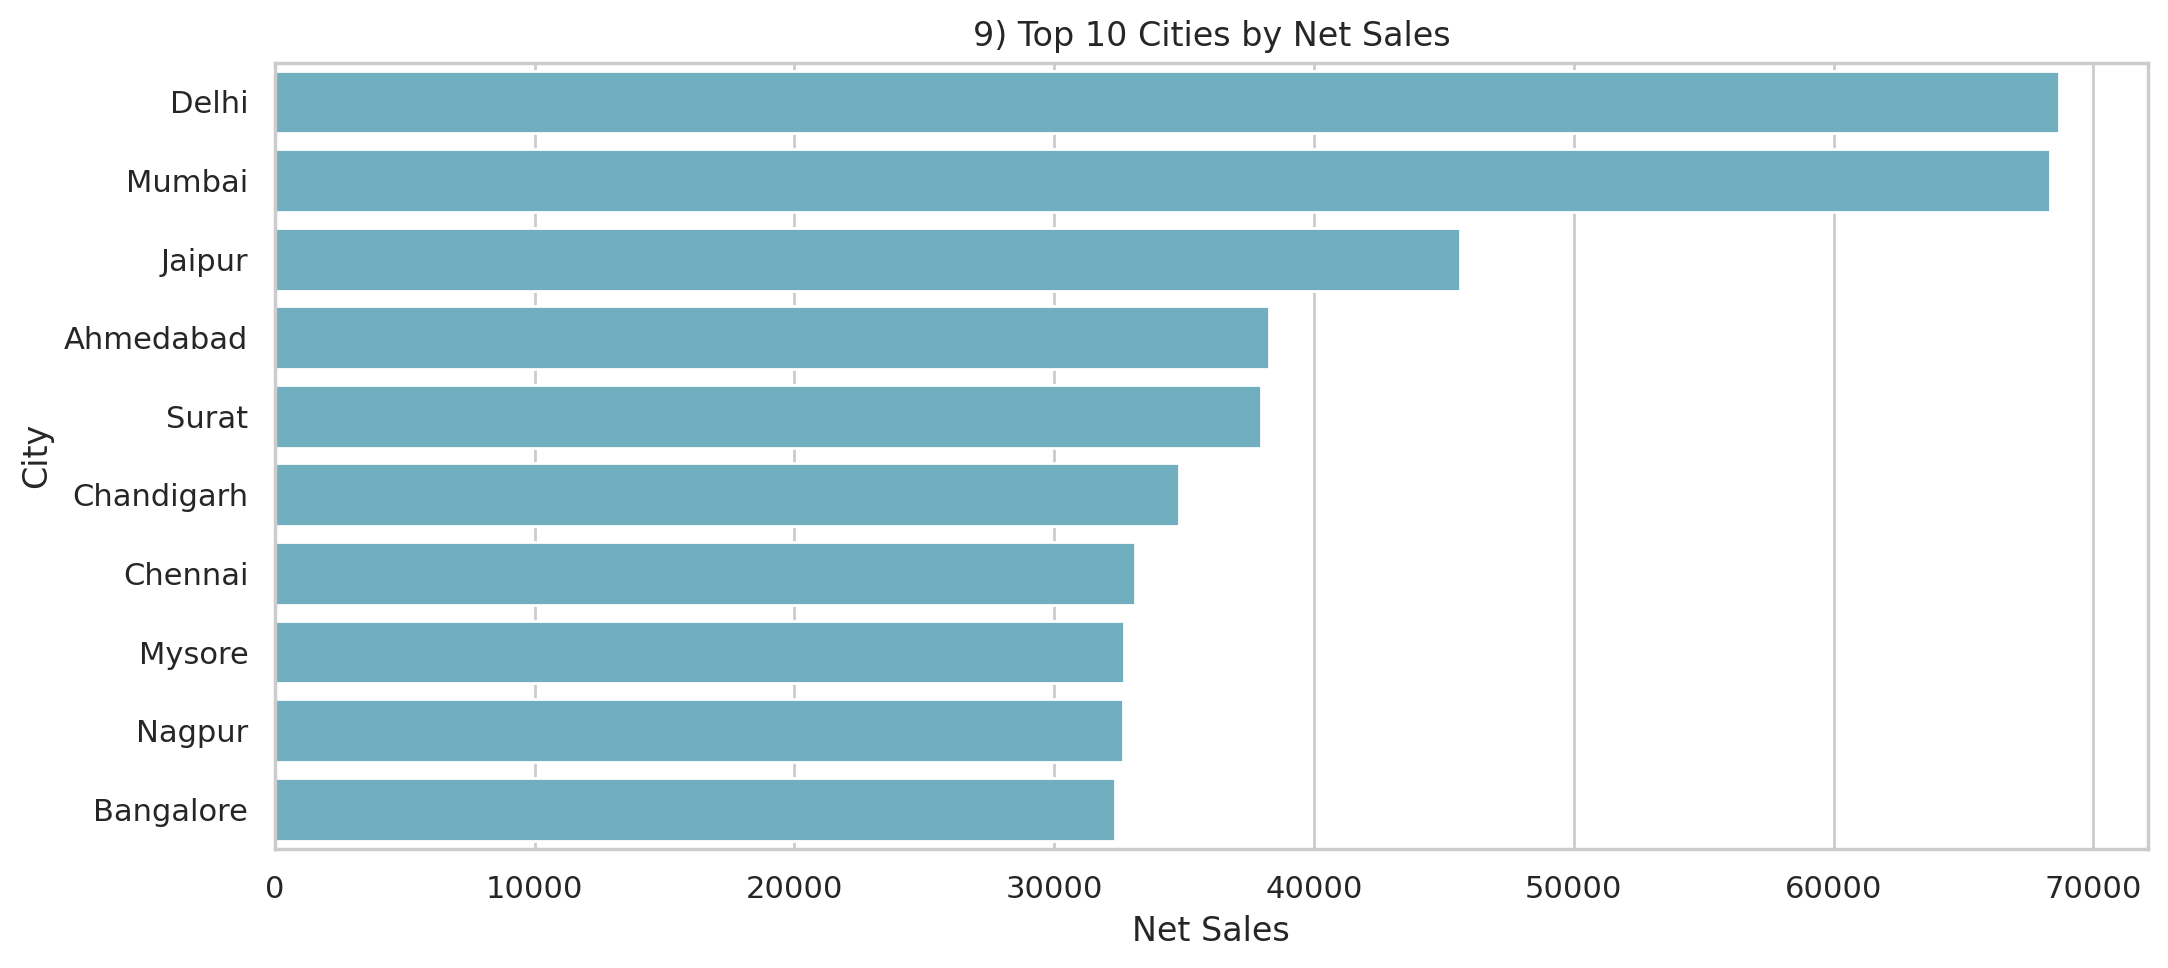 9) Top 10 Cities by Net Sales
Delhi
Mumbai
Jaipur
Ahmedabad
Surat
Chandigarh
Chennai
Mysore
Nagpur
Bangalore
City
0 10000 20000 30000 40000 50000 60000 70000
Net Sales